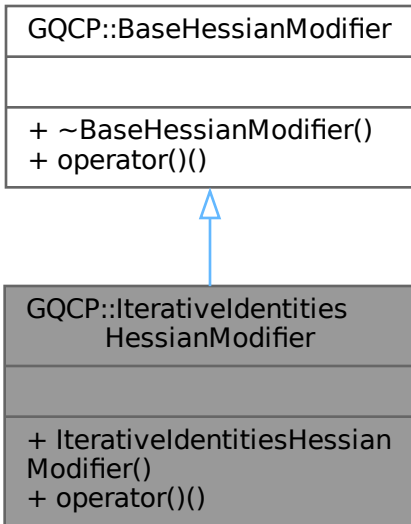 GQCP::BaseHessianModifier
+ ~BaseHessianModifier()
+ operator()()
GQCP::IterativeIdentities
HessianModifier
+ IterativeIdentitiesHessian
Modifier()
+ operator()()